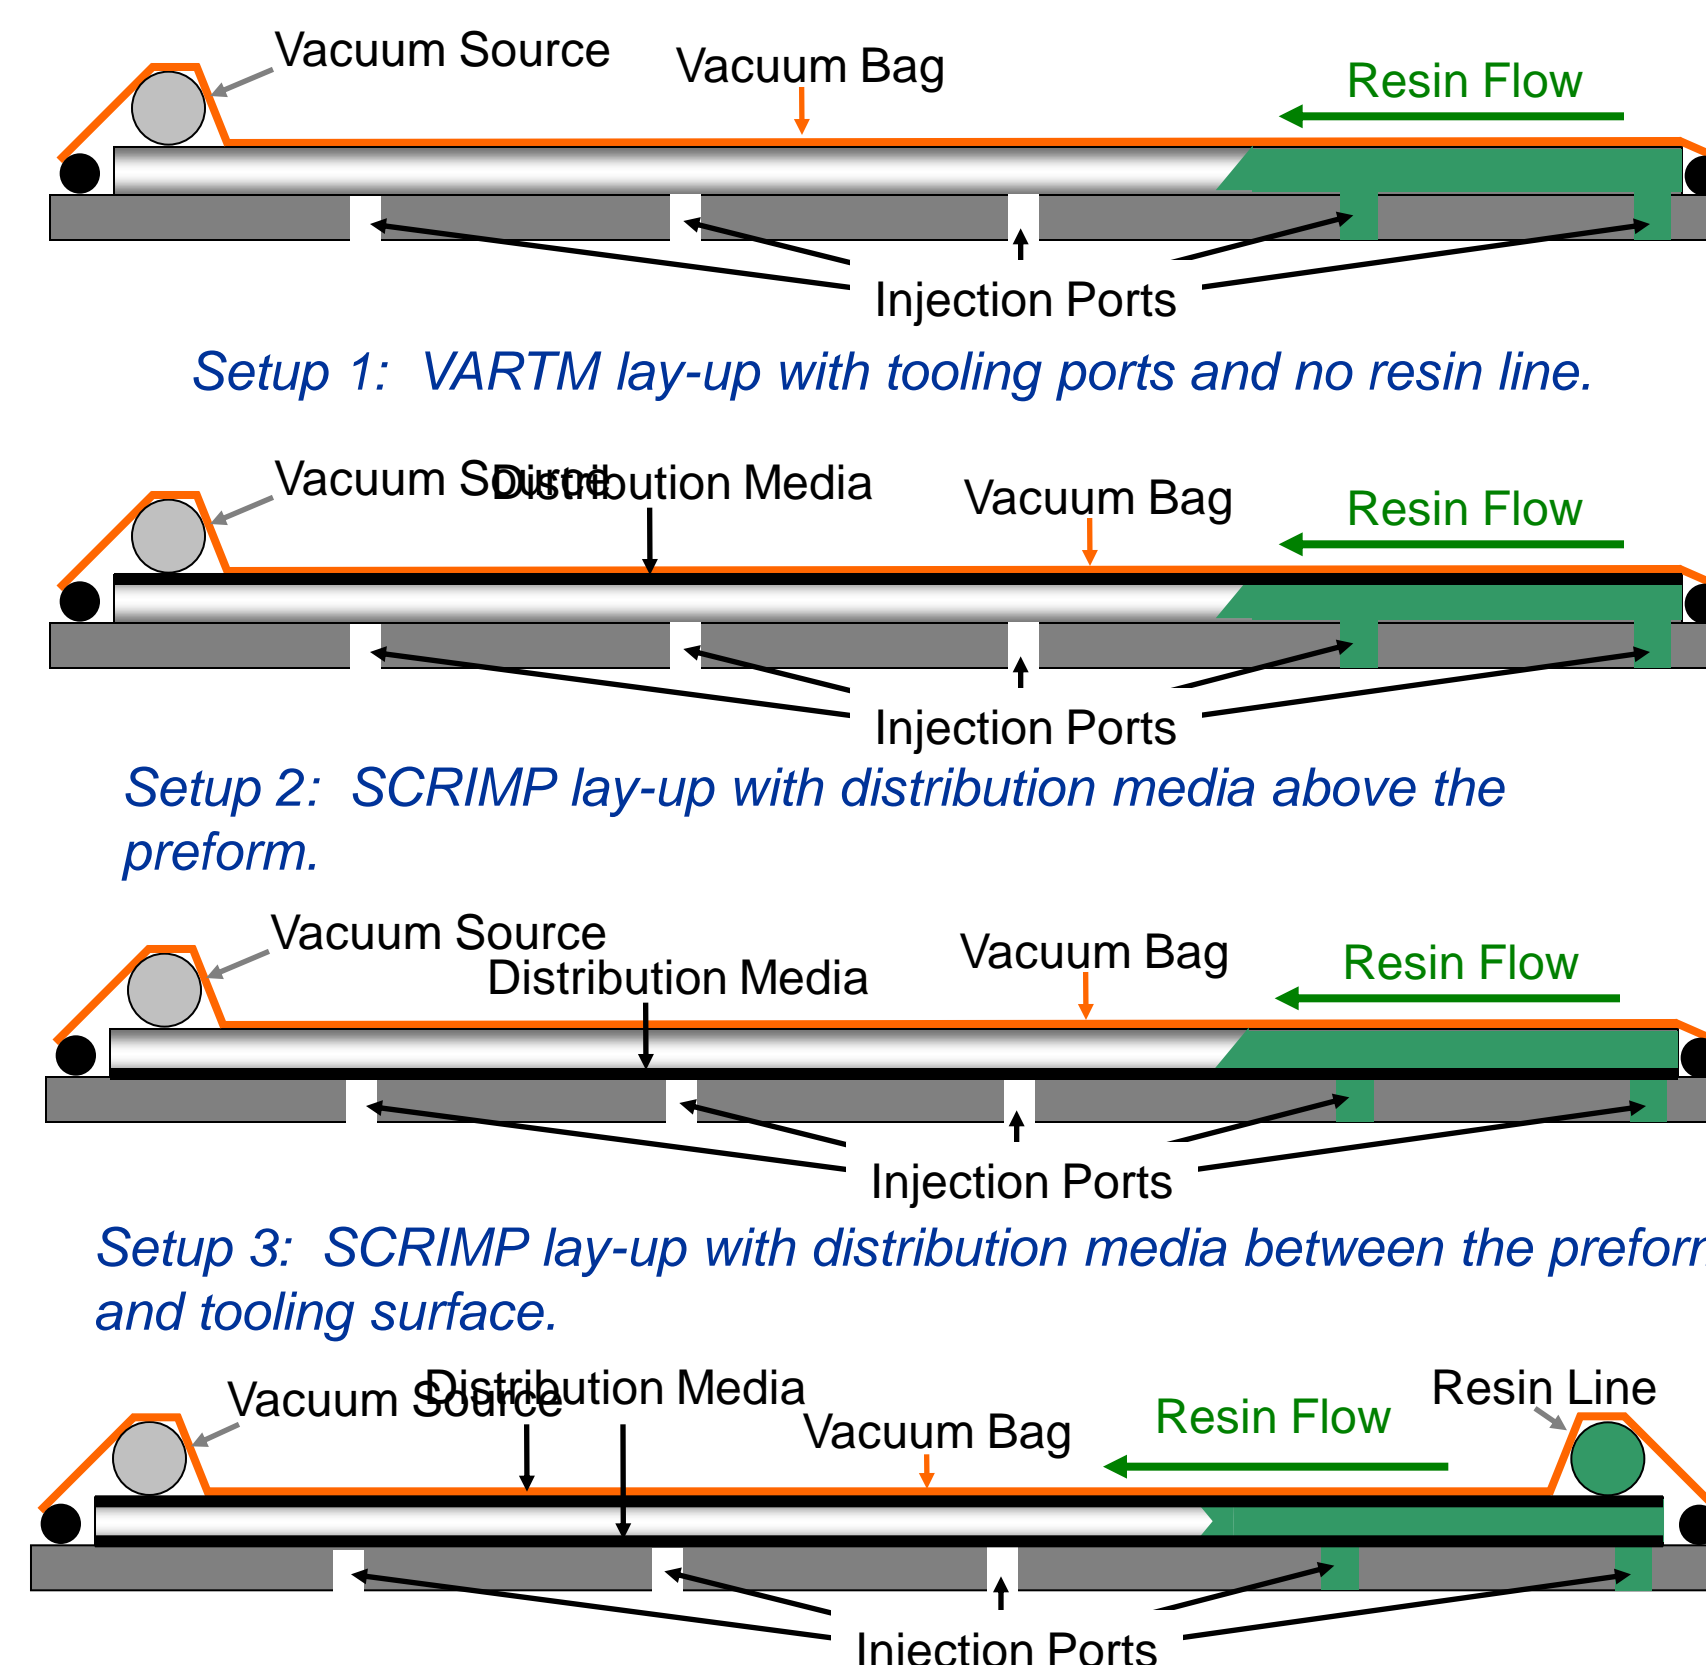 Vacuum Source
Vacuum Bag
Resin Flow
Injection Ports
Setup 1: VARTM lay-up with tooling ports and no resin line.
Vacuum Source
Distribution Media
Vacuum Bag
Resin Flow
Injection Ports
Setup 2: SCRIMP lay-up with distribution media above the
preform.
Vacuum Source
Distribution Media
Vacuum Bag
Resin Flow
Injection Ports
Setup 3: SCRIMP lay-up with distribution media between the preform
and tooling surface.
Vacuum Source
Distribution Media
Vacuum Bag
Resin Flow
Resin Line
Injection Ports